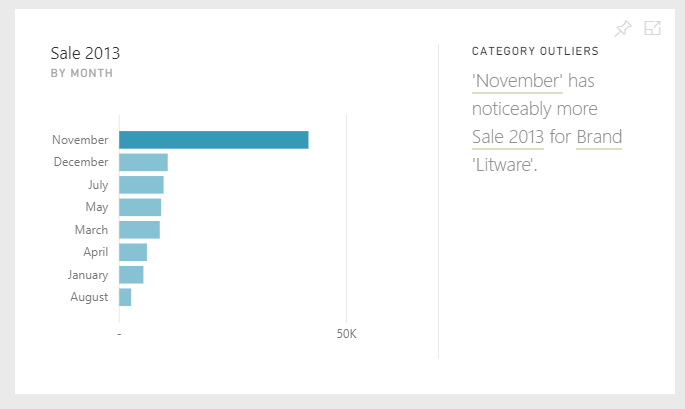 Sale 2013
BY MONTH
November
December
July
May
March
April
January
August
-
50K
CATEGORY OUTLIERS
'November' has
noticeably more
Sale 2013 for Brand
'Litware'.